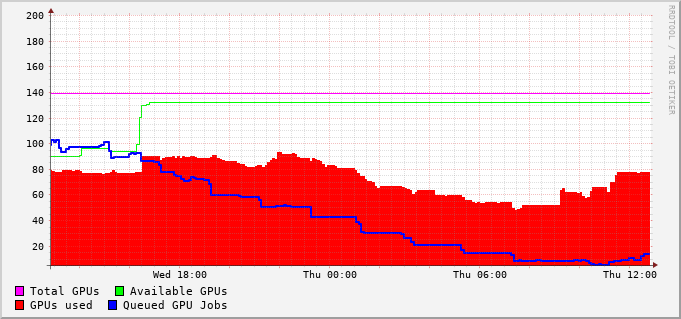 RRDTOOL / TOBI OETIKER
200
180
160
140
120
100
80
60
40
20
Wed 18:00 Thu 00:00 Thu 06:00 Thu 12:00
Total GPUs Available GPUs
GPUs used Queued GPU Jobs